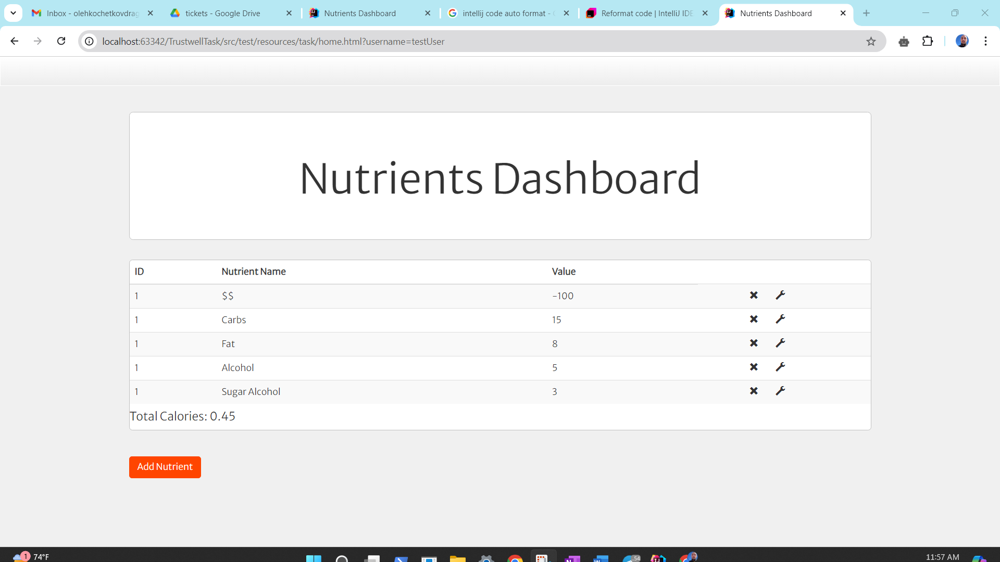 Inbox - olehkochetkovdrag
tickets - Google Drive
Nutrients Dashboard
intellij code auto format - G
Reformat code | IntelliJ IDE
Nutrients Dashboard
localhost:63342/TrustwellTask/src/test/resources/task/home.html?username=testUser
Nutrients Dashboard
ID Nutrient Name Value
1 $$ -100
1 Carbs 15
1 Fat 8
1 Alcohol 5
1 Sugar Alcohol 3
Total Calories: 0.45
Add Nutrient
1 74°F
54
11:57 AM